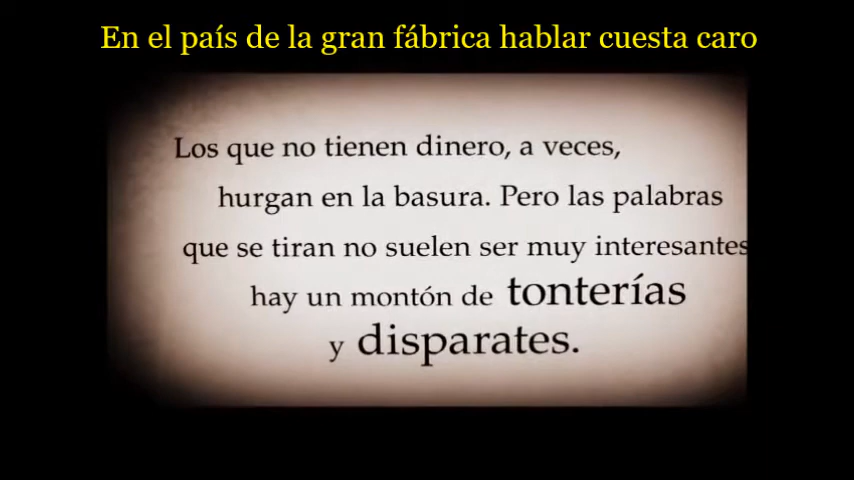 En el país de la gran fábrica hablar cuesta caro
Los que no tienen dinero, a veces,
hurgan en la basura. Pero las palabras
que se tiran no suelen ser muy interesantes
hay un montón de tonterías
y disparates.